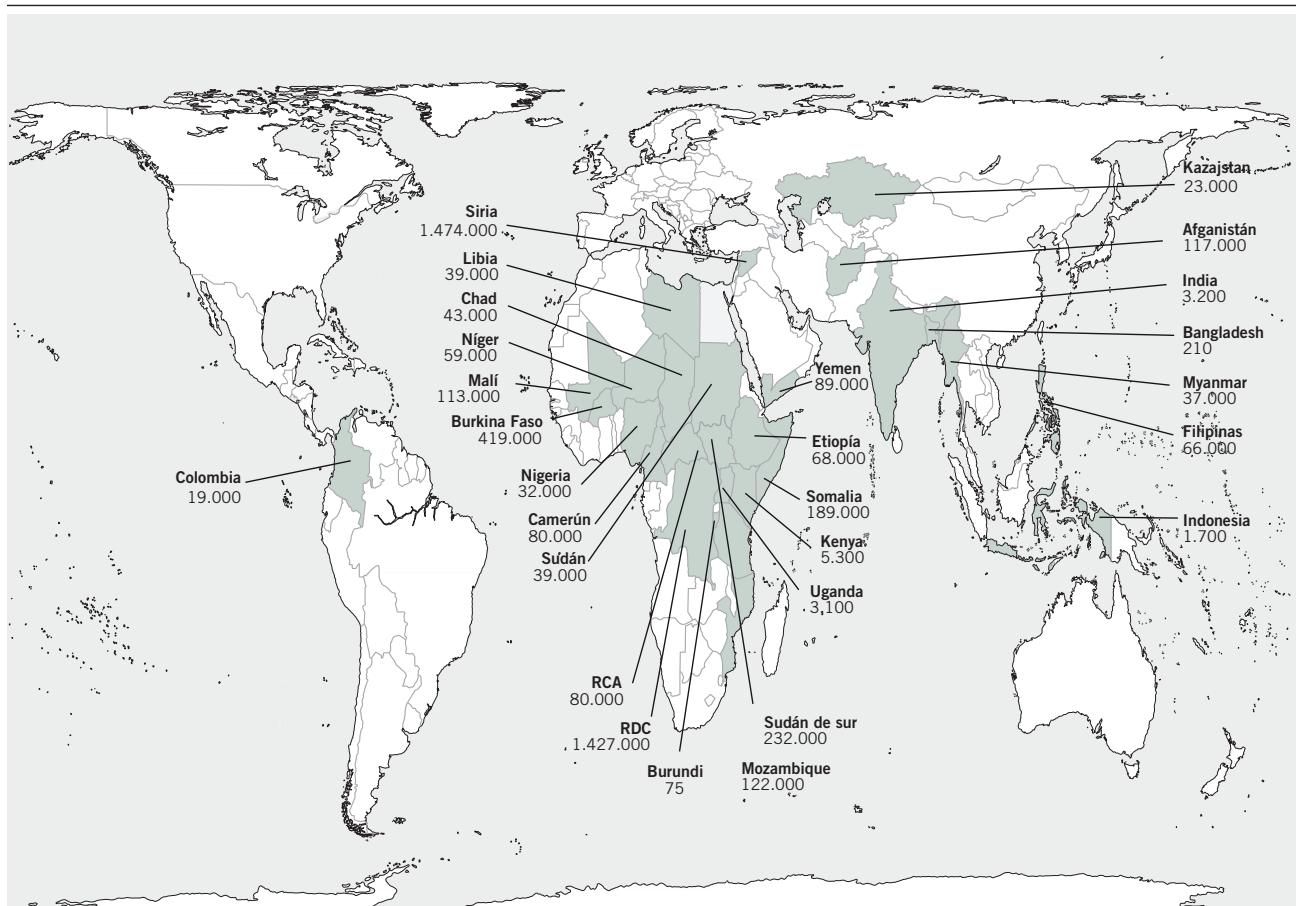 Siria
1.474.000
Libia
39.000
Chad
43.000
Níger
59.000
Malí
113.000
Burkina Faso
419.000
Nigeria
32.000
Camerún
80.000
Sudán
39.000
Colombia
19.000
Kazajstan
23.000
Afganistán
117.000
India
3.200
Bangladesh
210
Myanmar
37.000
Filipinas
66.000
Yemen
89.000
Etiopía
68.000
Somalia
189.000
Kenya
5.300
Uganda
3,100
Indonesia
1.700
RCA
80.000
RDC
1.427.000
Burundi
75
Sudán de sur
232.000
Mozambique
122.000